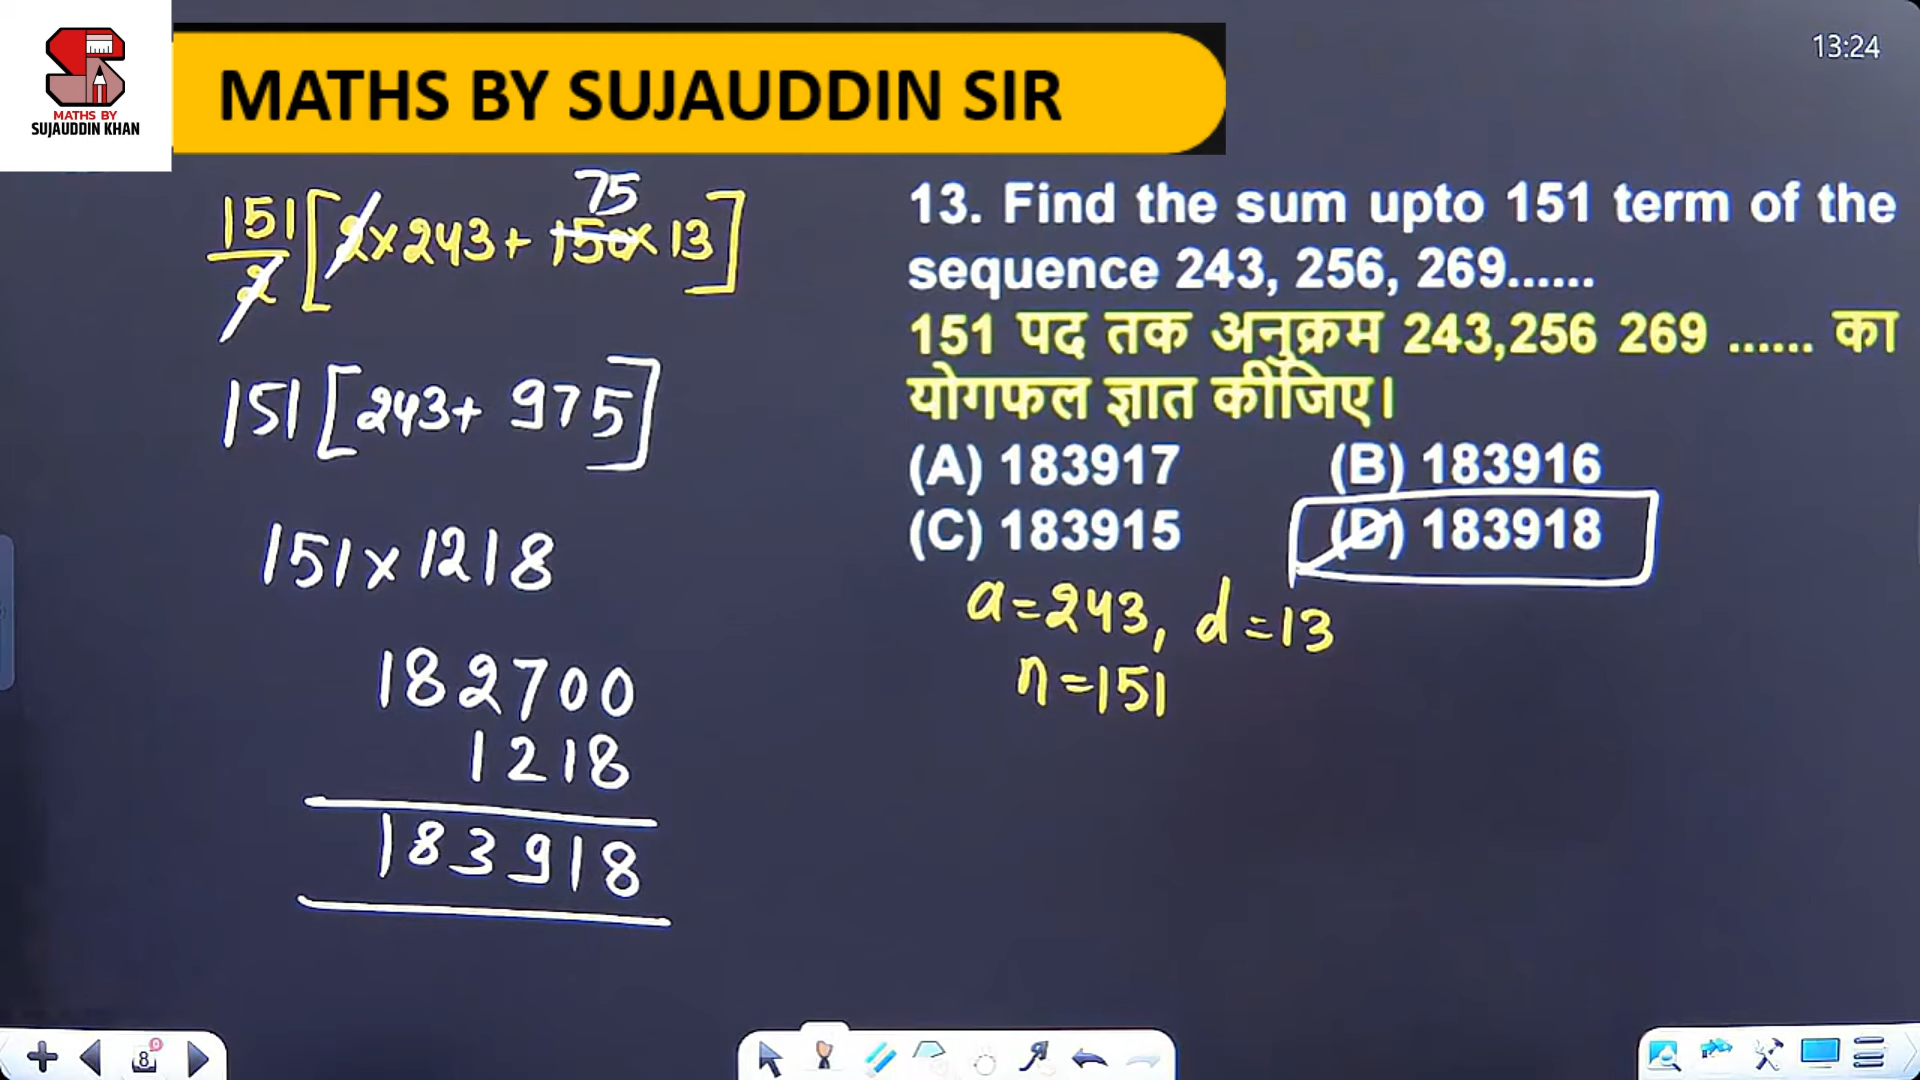 13:24
MATHS BY
SUJAUDDIN KHAN
MATHS BY SUJAUDDIN SIR
13. Find the sum upto 151 term of the
sequence 243, 256, 269......
151 पद तक अनुक्रम 243,256 269 ...... का
योगफल ज्ञात कीजिए।
(A) 183917 (B) 183916
(C) 183915 (D) 183918
a=243, d=13
n=151
75
151/2[2×243+150×13]
151[243+ 975]
151×1218
182700
1218
183918
8
0